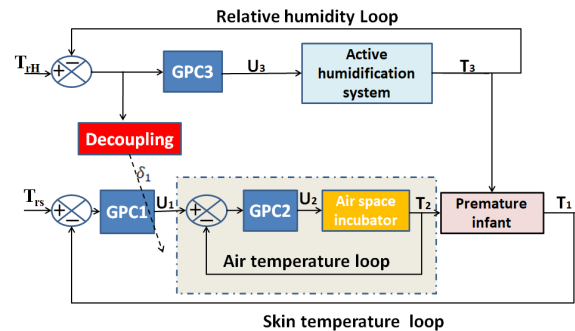 Relative humidity Loop
TrH
+
−
GPC3
U3
Active
humidification
system
T3
Decoupling
δ1
Trs
+
−
GPC1
U1
+
−
GPC2
U2
Air space
incubator
T2
Premature
infant
T1
Air temperature loop
Skin temperature loop